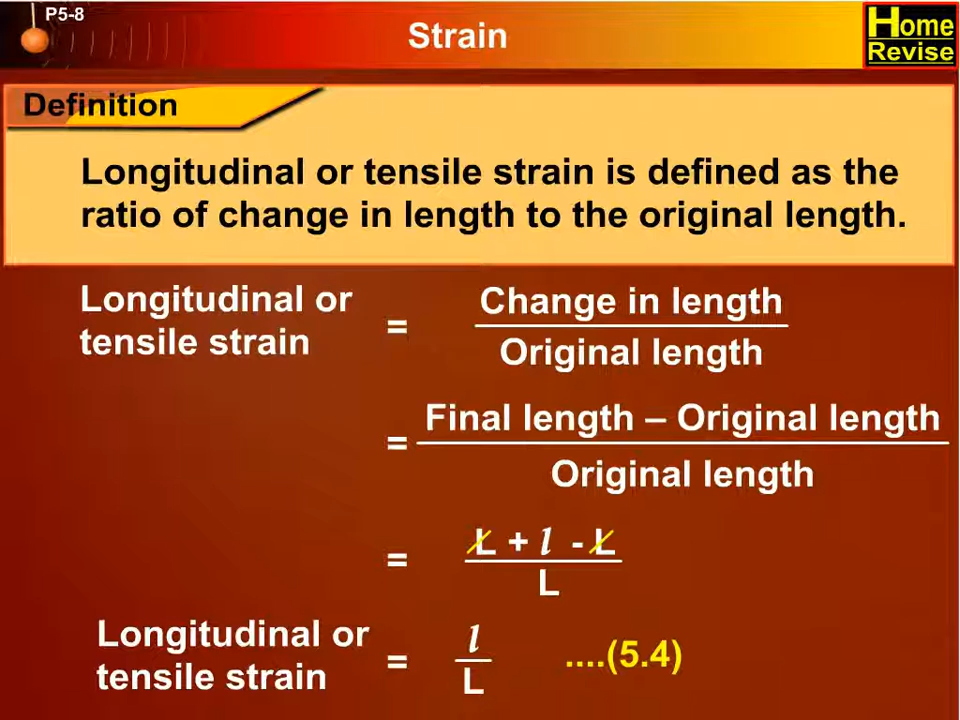 P5-8
Strain
Home
Revise
Definition
Longitudinal or tensile strain is defined as the
ratio of change in length to the original length.
Longitudinal or
tensile strain
=
Change in length
Original length
=
Final length – Original length
Original length
=
L + l - L
L
Longitudinal or
tensile strain
=
l
L
....(5.4)